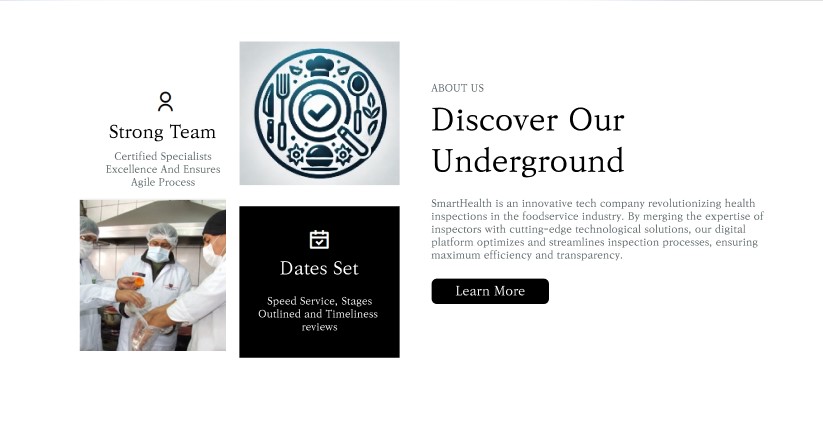 Strong Team
Certified Specialists
Excellence And Ensures
Agile Process
Dates Set
Speed Service, Stages
Outlined and Timeliness
reviews
ABOUT US
Discover Our
Underground
SmartHealth is an innovative tech company revolutionizing health
inspections in the foodservice industry. By merging the expertise of
inspectors with cutting-edge technological solutions, our digital
platform optimizes and streamlines inspection processes, ensuring
maximum efficiency and transparency.
Learn More